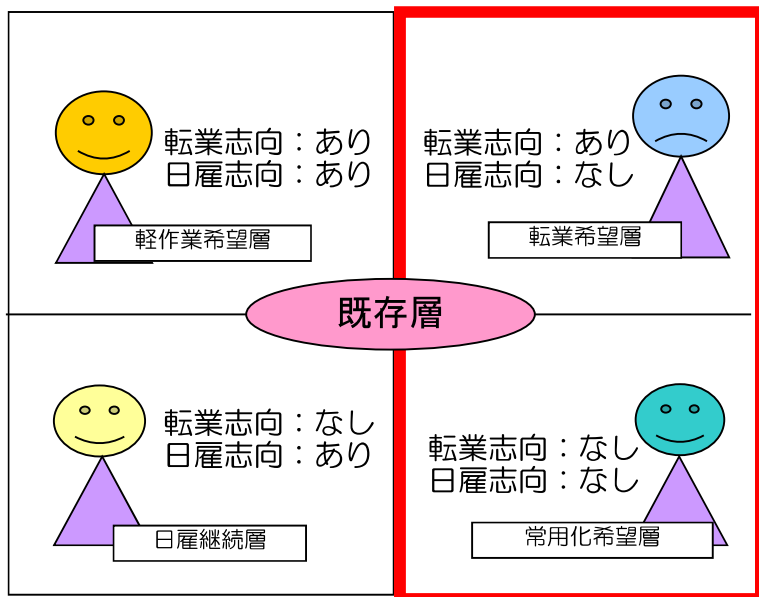 転業志向：あり
日雇志向：あり
軽作業希望層
転業志向：あり
日雇志向：なし
転業希望層
既存層
転業志向：なし
日雇志向：あり
日雇継続層
転業志向：なし
日雇志向：なし
常用化希望層